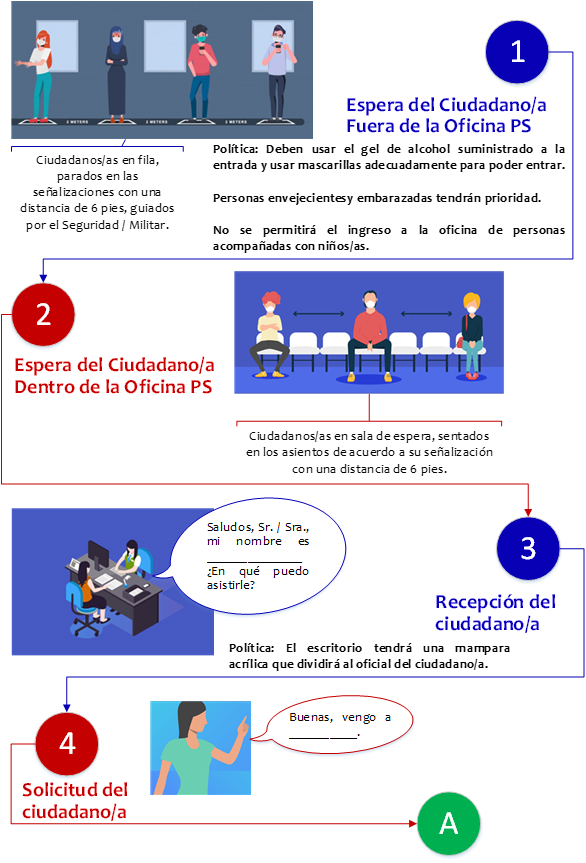 1
2 METERS
2 METERS
2 METERS
Espera del Ciudadano/a
Fuera de la Oficina PS
Política: Deben usar el gel de alcohol suministrado a la
entrada y usar mascarillas adecuadamente para poder entrar.
Personas envejecientesy embarazadas tendrán prioridad.
No se permitirá el ingreso a la oficina de personas
acompañadas con niños/as.
Ciudadanos/as en fila,
parados en las
señalizaciones con una
distancia de 6 pies, guiados
por el Seguridad / Militar.
2
Espera del Ciudadano/a
Dentro de la Oficina PS
Ciudadanos/as en sala de espera, sentados
en los asientos de acuerdo a su señalización
con una distancia de 6 pies.
Saludos, Sr. / Sra.,
mi nombre es
______________
¿En qué puedo
asistirle?
3
Recepción del
ciudadano/a
Política: El escritorio tendrá una mampara
acrílica que dividirá al oficial del ciudadano/a.
4
Solicitud del
ciudadano/a
Buenas, vengo a
__________.
A